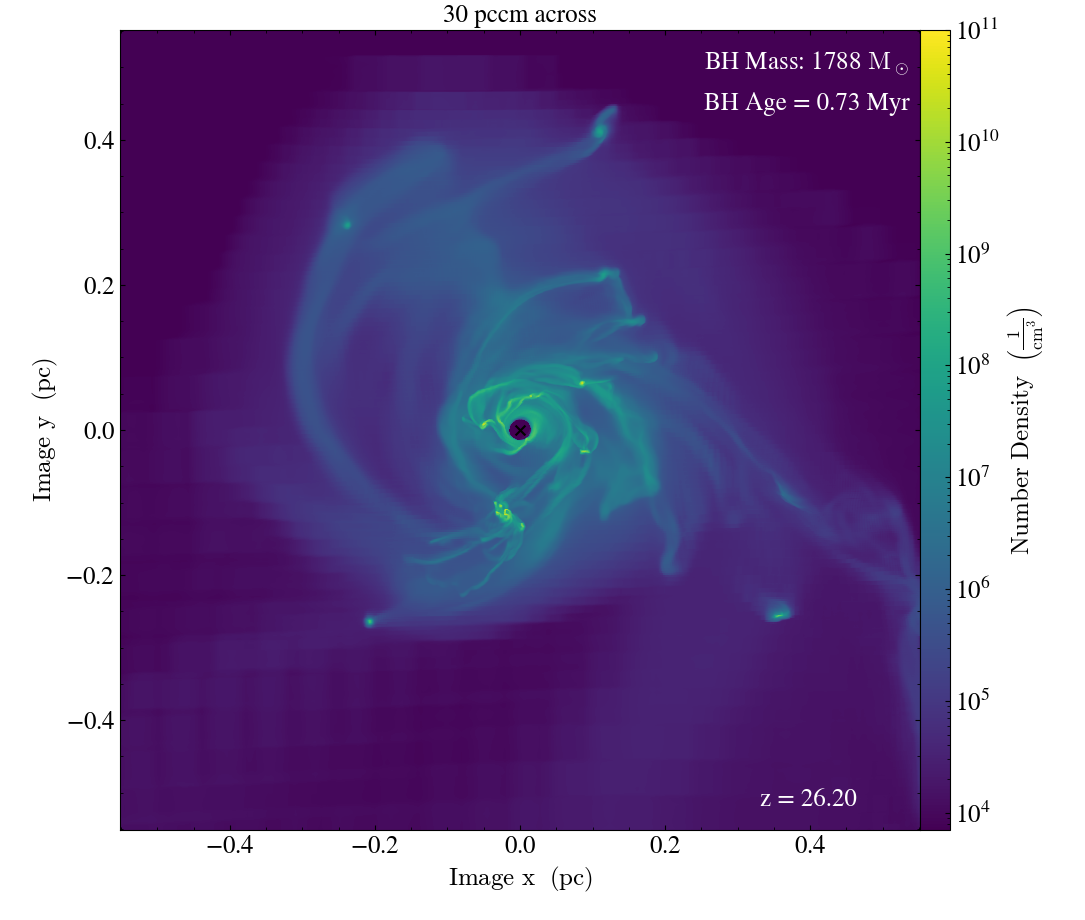 30 pccm across
BH Mass: 1788 M☉
BH Age = 0.73 Myr
z = 26.20
Image y (pc)
0.4
0.2
0.0
−0.2
−0.4
−0.4
−0.2
0.0
0.2
0.4
Image x (pc)
10¹¹
10¹⁰
10⁹
10⁸
10⁷
10⁶
10⁵
10⁴
Number Density (1/cm³)